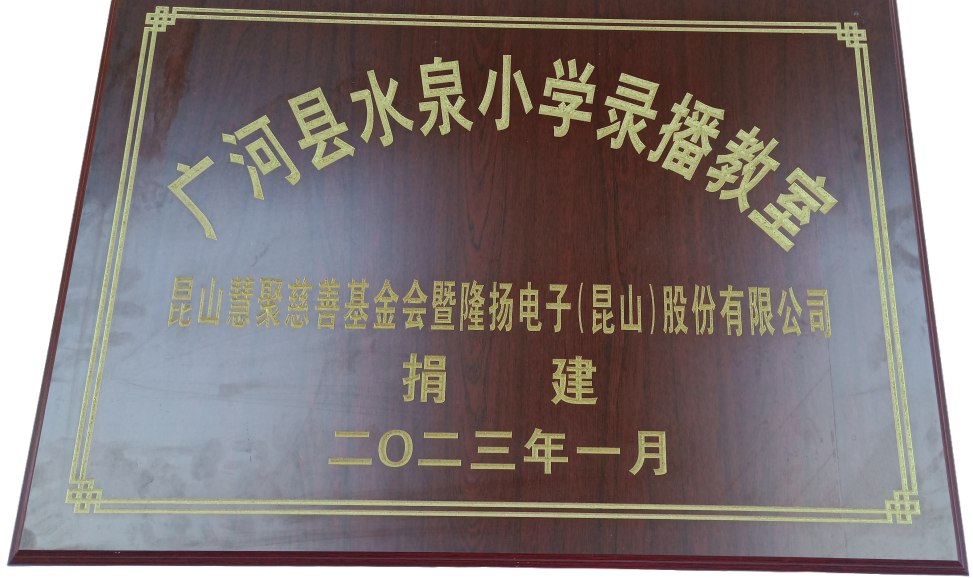 广河县水泉小学录播教室
昆山慧聚慈善基金会暨隆扬电子(昆山)股份有限公司
捐建
二〇二三年一月